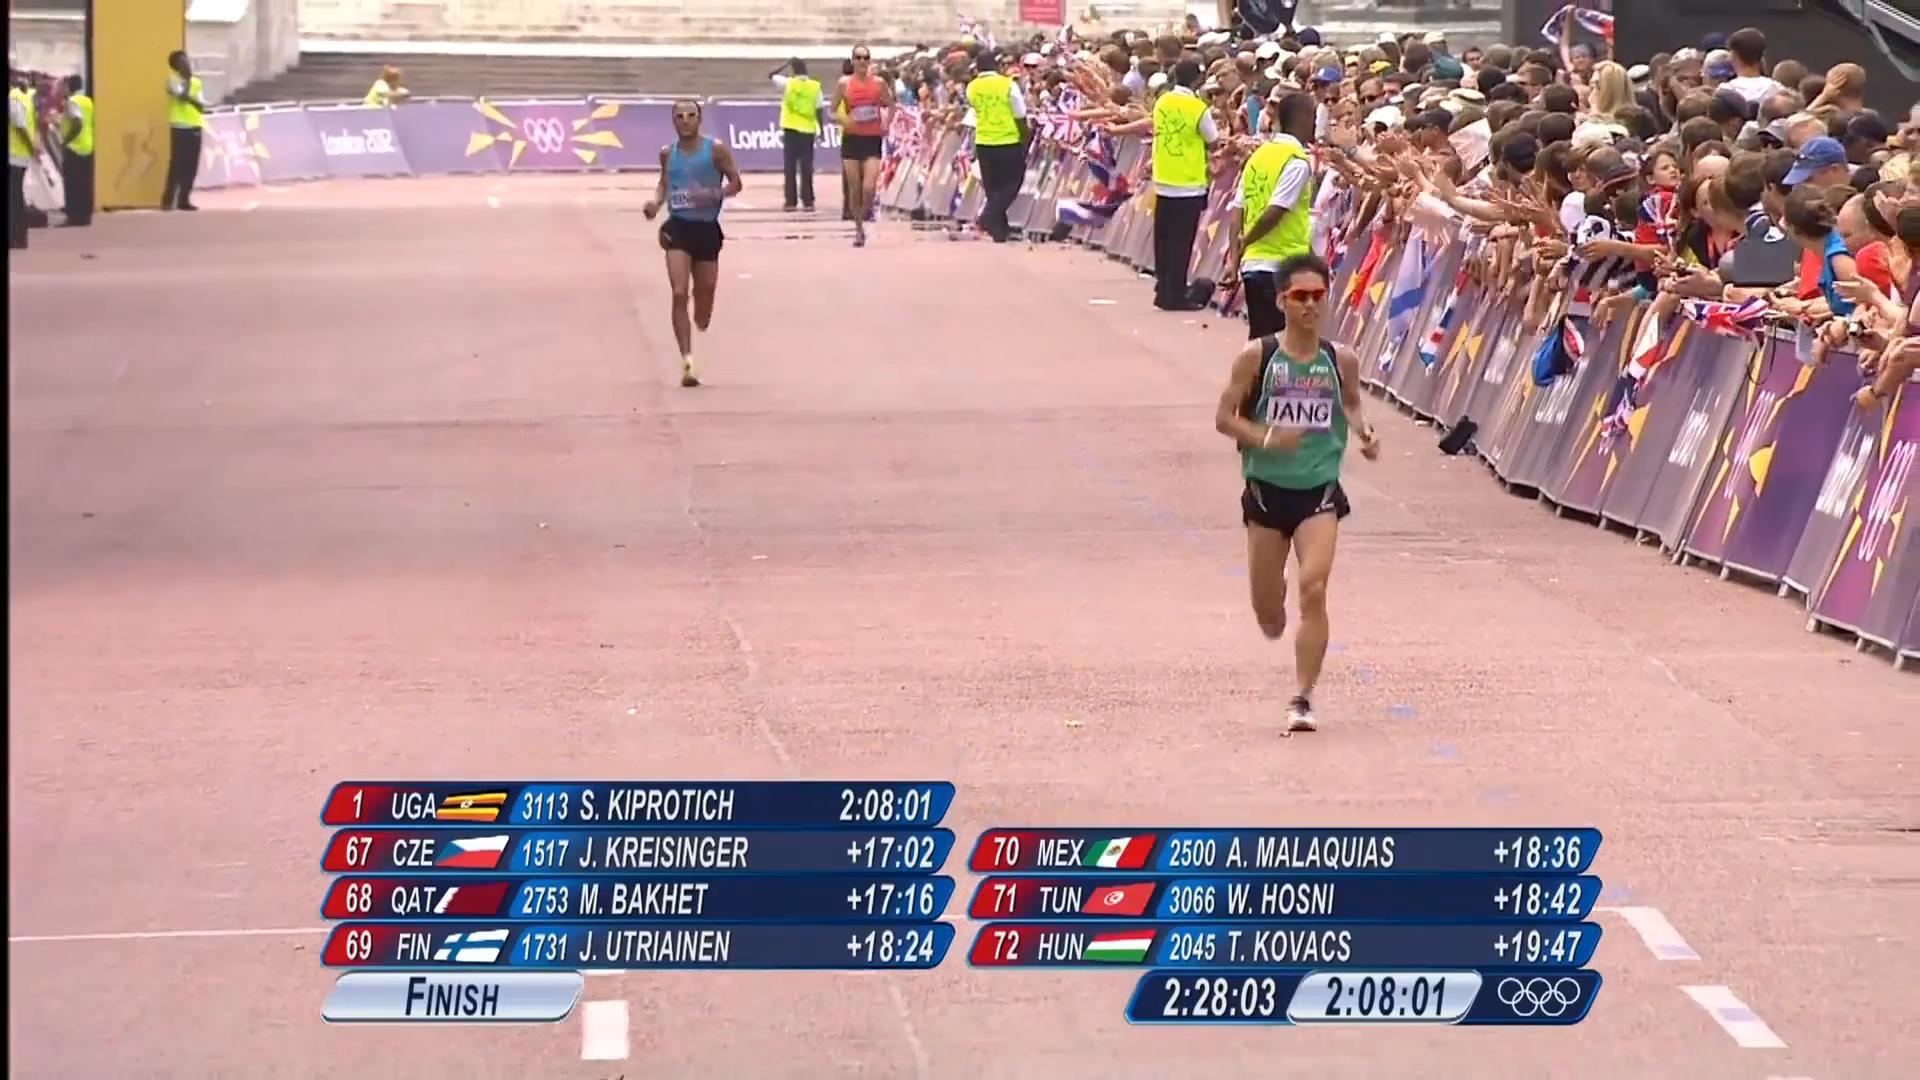 London 2012
Lond
JANG
1 UGA 3113 S. KIPROTICH 2:08:01
67 CZE 1517 J. KREISINGER +17:02
68 QAT 2753 M. BAKHET +17:16
69 FIN 1731 J. UTRIAINEN +18:24
70 MEX 2500 A. MALAQUIAS +18:36
71 TUN 3066 W. HOSNI +18:42
72 HUN 2045 T. KOVACS +19:47
FINISH
2:28:03 2:08:01